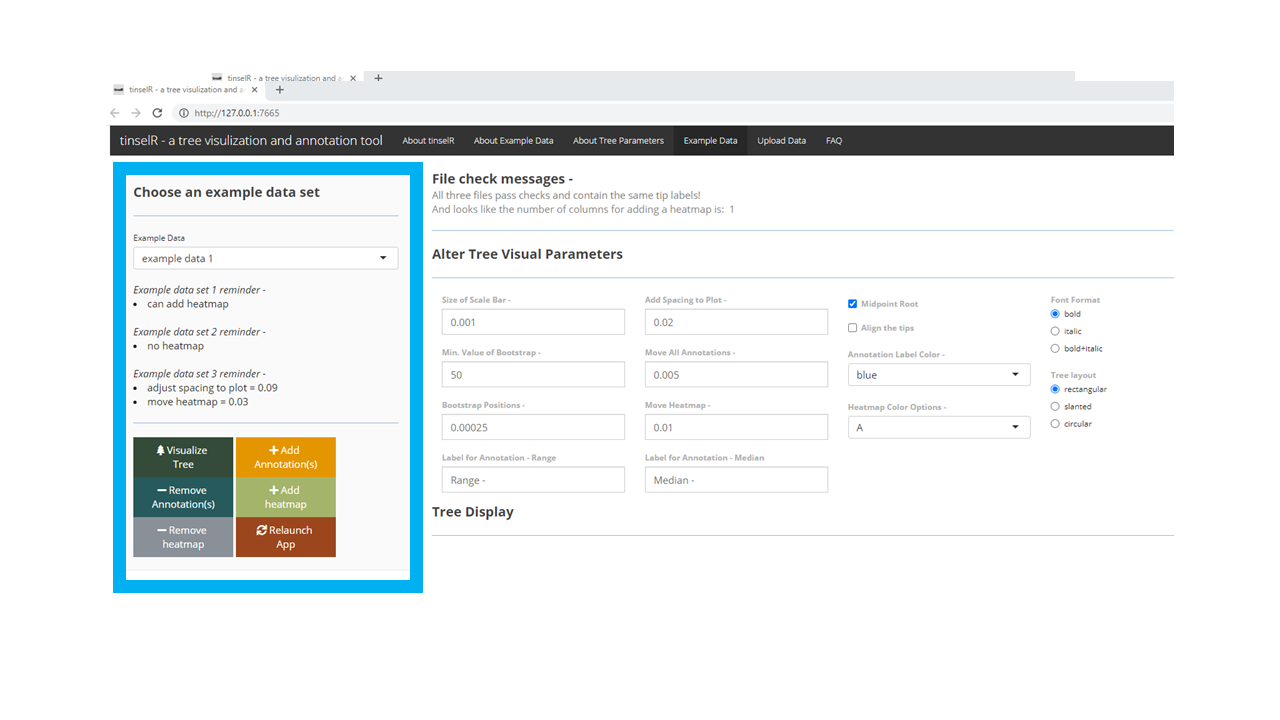 tinselR - a tree visulization and a
tinselR - a tree visulization and a
http://127.0.0.1:7665
tinselR - a tree visulization and annotation tool
About tinselR
About Example Data
About Tree Parameters
Example Data
Upload Data
FAQ
Choose an example data set
Example Data
example data 1
Example data set 1 reminder -
can add heatmap
Example data set 2 reminder -
no heatmap
Example data set 3 reminder -
adjust spacing to plot = 0.09
move heatmap = 0.03
Visualize
Tree
Add
Annotation(s)
Remove
Annotation(s)
Add
heatmap
Remove
heatmap
Relaunch
App
File check messages -
All three files pass checks and contain the same tip labels!
And looks like the number of columns for adding a heatmap is: 1
Alter Tree Visual Parameters
Size of Scale Bar -
0.001
Min. Value of Bootstrap -
50
Bootstrap Positions -
0.00025
Label for Annotation - Range
Range -
Add Spacing to Plot -
0.02
Move All Annotations -
0.005
Move Heatmap -
0.01
Label for Annotation - Median
Median -
Midpoint Root
Align the tips
Annotation Label Color -
blue
Heatmap Color Options -
A
Font Format
bold
italic
bold+italic
Tree layout
rectangular
slanted
circular
Tree Display